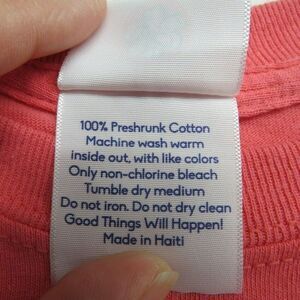 100% Preshrunk Cotton
Machine wash warm
inside out, with like colors
Only non-chlorine bleach
Tumble dry medium
Do not iron. Do not dry clean
Good Things Will Happen!
Made in Haiti